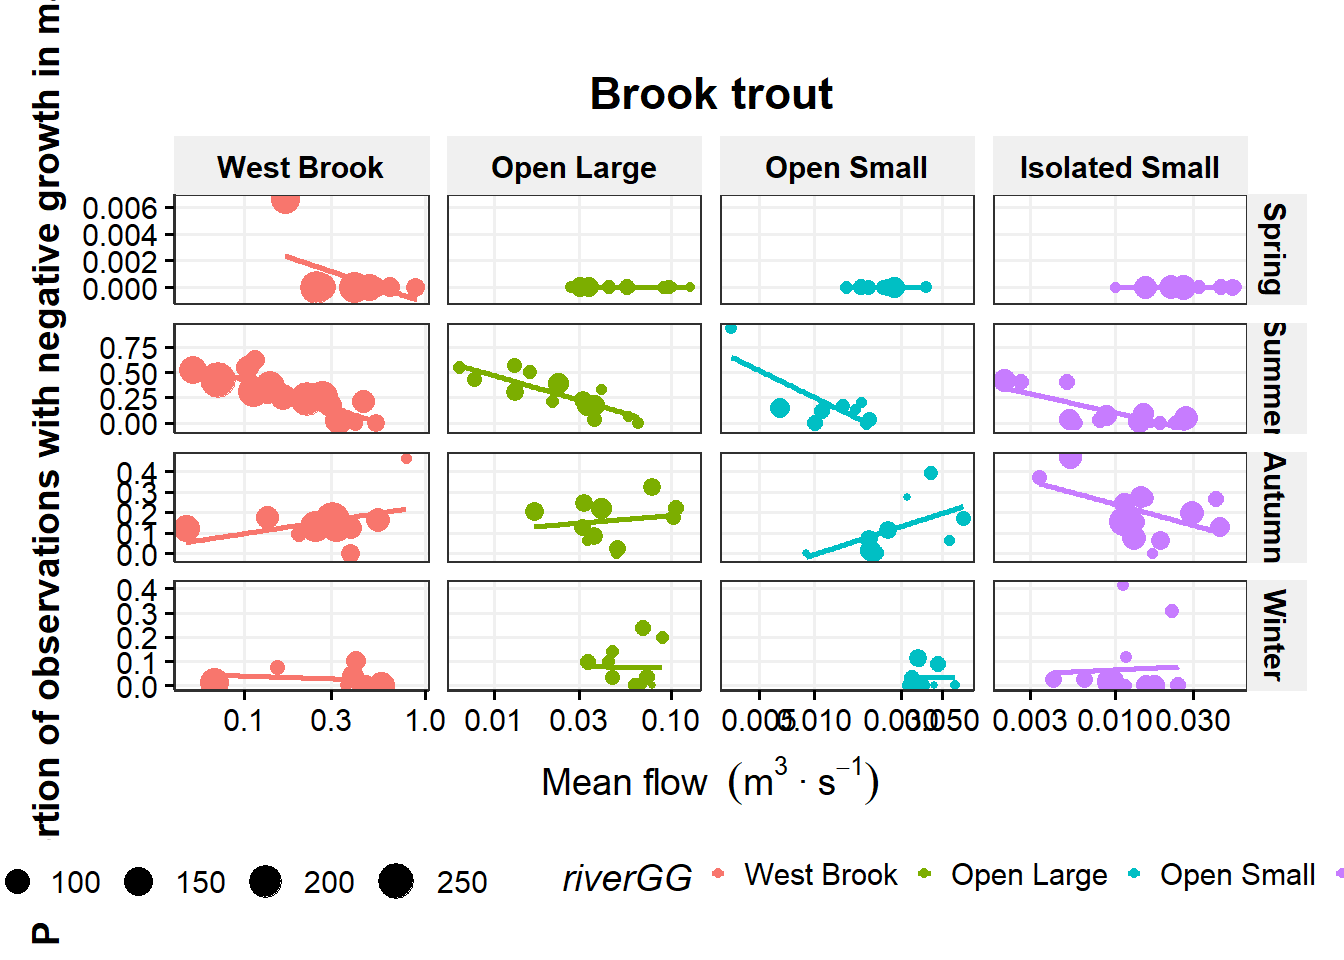 Brook trout
West Brook Open Large Open Small Isolated Small
rtion of observations with negative growth in ma
P
0.006
0.004
0.002
0.000
Spring
0.75
0.50
0.25
0.00
Summer
0.4
0.3
0.2
0.1
0.0
Autumn
0.4
0.3
0.2
0.1
0.0
Winter
0.1 0.3 1.0 0.01 0.03 0.10 0.005 0.010 0.030 0.050 0.003 0.010 0.030
Mean flow (m³ · s⁻¹)
100 150 200 250 riverGG West Brook Open Large Open Small